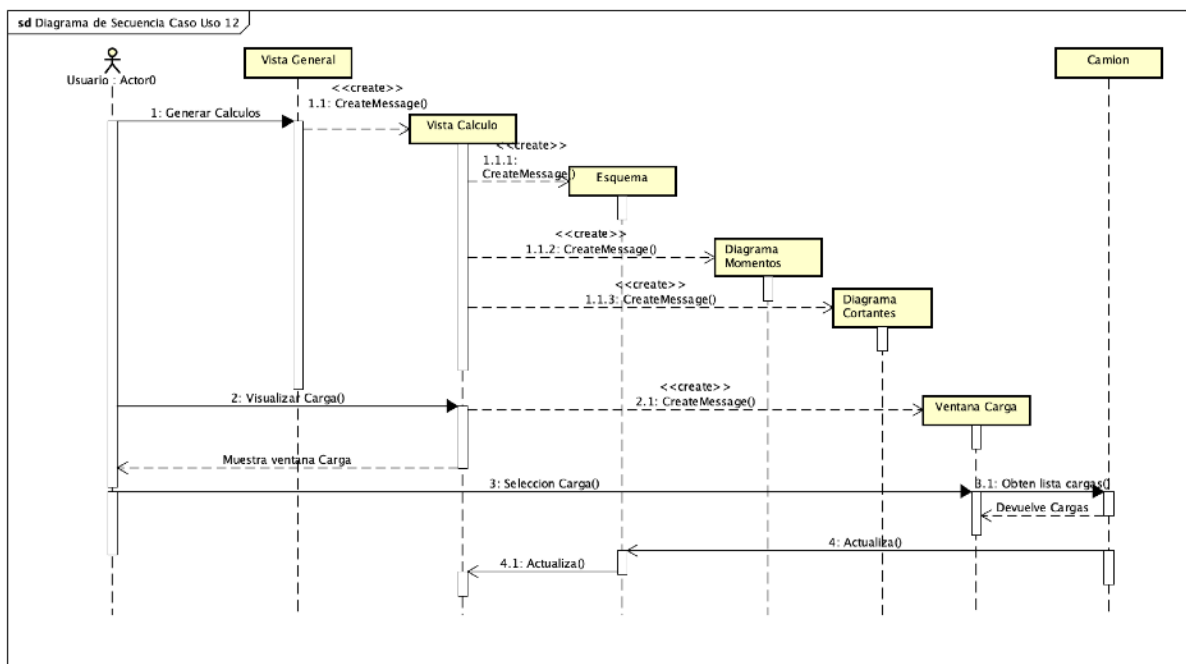 sd Diagrama de Secuencia Caso Uso 12
Usuario : Actor0
Vista General
Camion
<<create>>
1.1: CreateMessage()
1: Generar Calculos
Vista Calculo
<<create>>
1.1.1:
CreateMessage()
Esquema
<<create>>
1.1.2: CreateMessage()
Diagrama
Momentos
<<create>>
1.1.3: CreateMessage()
Diagrama
Cortantes
<<create>>
2: Visualizar Carga()
2.1: CreateMessage()
Ventana Carga
Muestra ventana Carga
3: Seleccion Carga()
3.1: Obten lista cargas()
Devuelve Cargas
4: Actualiza()
4.1: Actualiza()